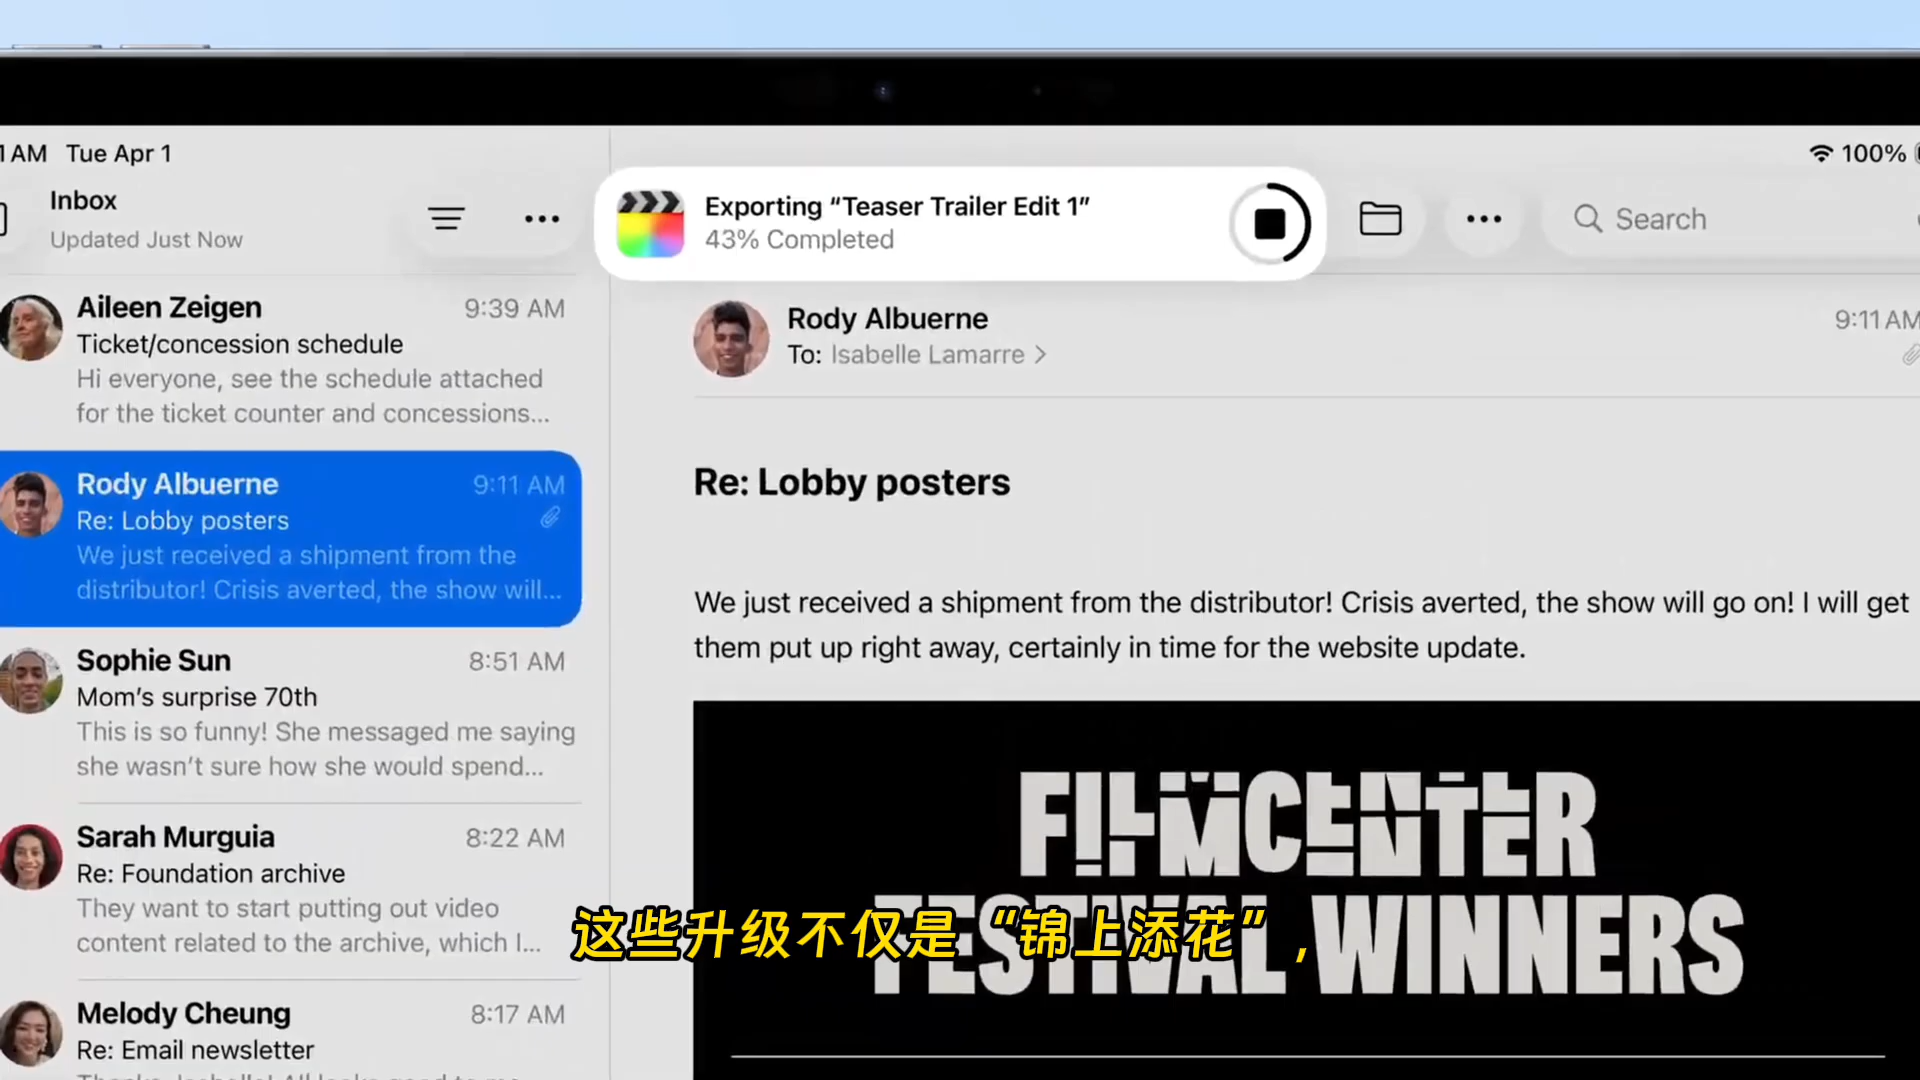 1 AM Tue Apr 1
100%
Inbox
Updated Just Now
Exporting “Teaser Trailer Edit 1”
43% Completed
Search
Aileen Zeigen 9:39 AM
Ticket/concession schedule
Hi everyone, see the schedule attached
for the ticket counter and concessions...
Rody Albuerne 9:11 AM
Re: Lobby posters
We just received a shipment from the
distributor! Crisis averted, the show will...
Sophie Sun 8:51 AM
Mom’s surprise 70th
This is so funny! She messaged me saying
she wasn’t sure how she would spend...
Sarah Murguia 8:22 AM
Re: Foundation archive
They want to start putting out video
content related to the archive, which I...
Melody Cheung 8:17 AM
Re: Email newsletter
Rody Albuerne 9:11 AM
To: Isabelle Lamarre >
Re: Lobby posters
We just received a shipment from the distributor! Crisis averted, the show will go on! I will get
them put up right away, certainly in time for the website update.
FILMCENTER
FESTIVAL WINNERS
这些升级不仅是“锦上添花”，